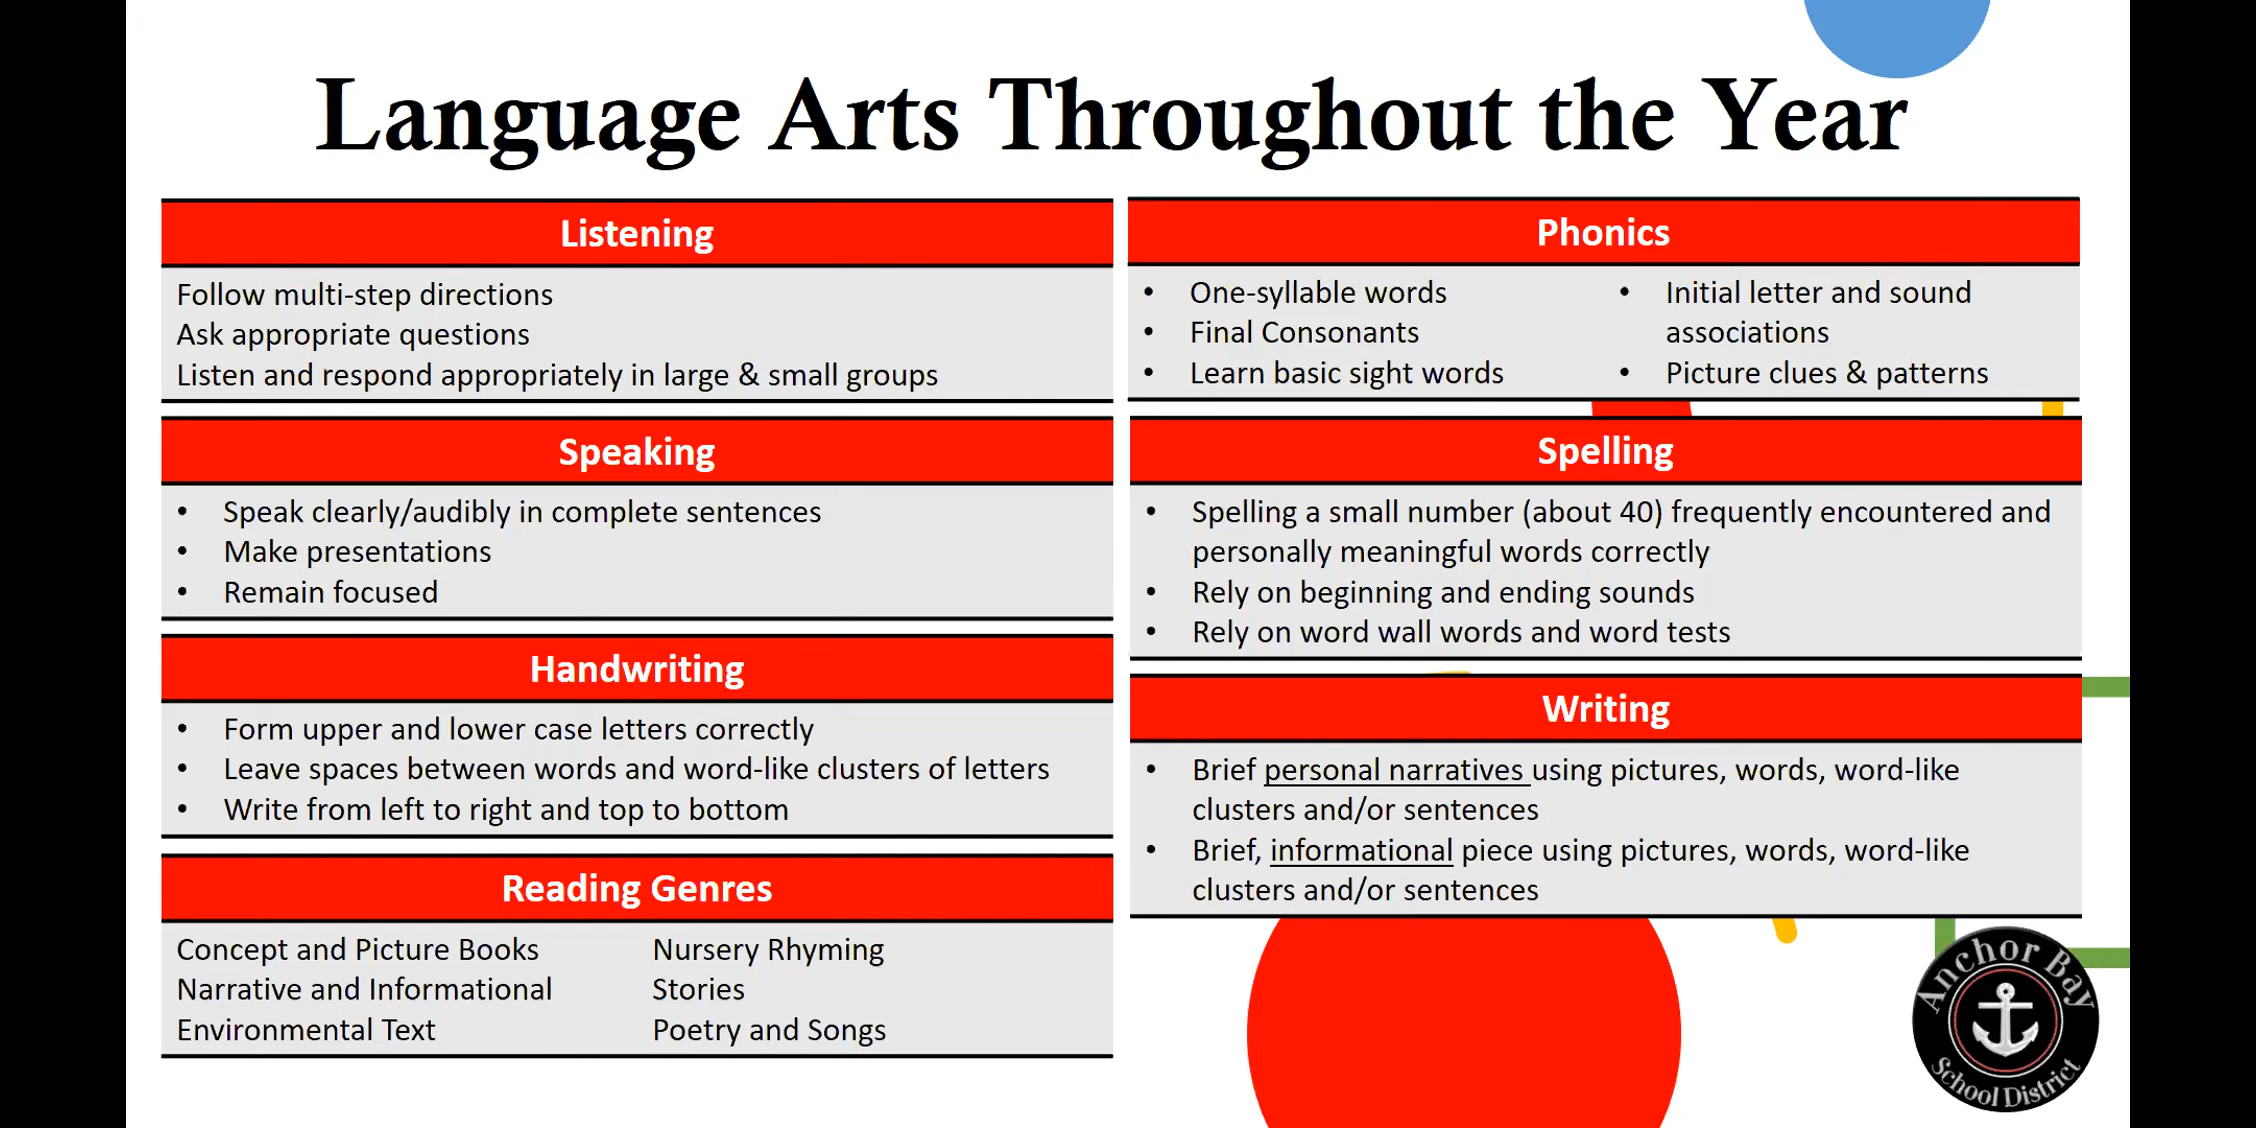 Language Arts Throughout the Year
Listening
Follow multi-step directions
Ask appropriate questions
Listen and respond appropriately in large & small groups
Speaking
• Speak clearly/audibly in complete sentences
• Make presentations
• Remain focused
Handwriting
• Form upper and lower case letters correctly
• Leave spaces between words and word-like clusters of letters
• Write from left to right and top to bottom
Reading Genres
Concept and Picture Books
Narrative and Informational
Environmental Text
Nursery Rhyming
Stories
Poetry and Songs
Phonics
• One-syllable words
• Final Consonants
• Learn basic sight words
• Initial letter and sound
associations
• Picture clues & patterns
Spelling
• Spelling a small number (about 40) frequently encountered and
personally meaningful words correctly
• Rely on beginning and ending sounds
• Rely on word wall words and word tests
Writing
• Brief personal narratives using pictures, words, word-like
clusters and/or sentences
• Brief, informational piece using pictures, words, word-like
clusters and/or sentences
Anchor Bay
School District